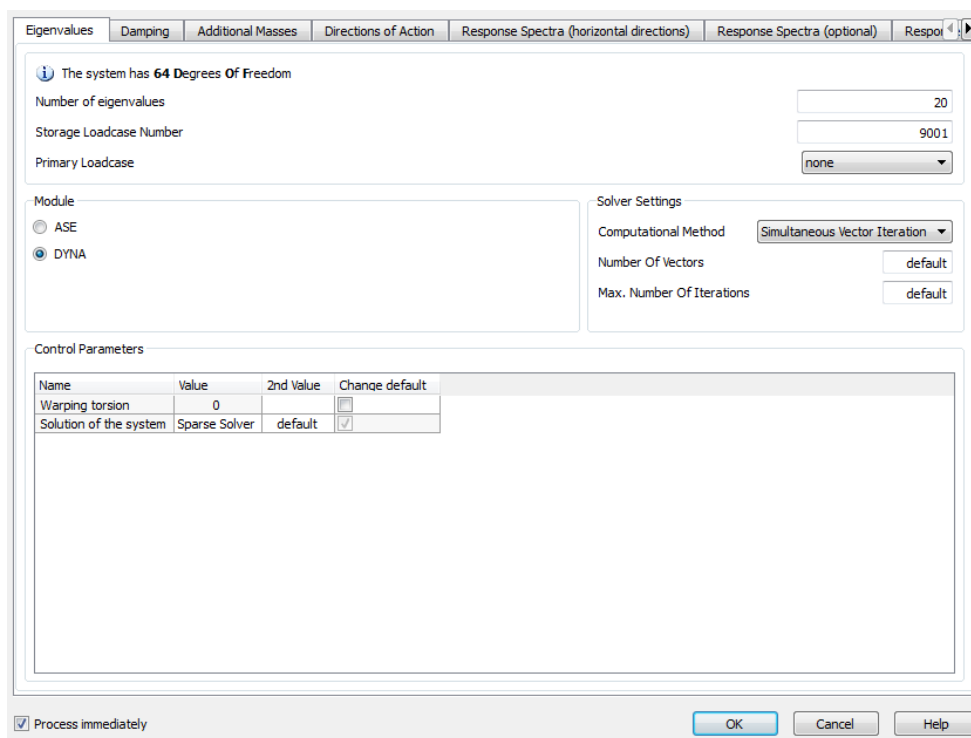 Eigenvalues Damping Additional Masses Directions of Action Response Spectra (horizontal directions) Response Spectra (optional) Respo
The system has 64 Degrees Of Freedom
Number of eigenvalues 20
Storage Loadcase Number 9001
Primary Loadcase none
Module Solver Settings
ASE Computational Method Simultaneous Vector Iteration
DYNA Number Of Vectors default
Max. Number Of Iterations default
Control Parameters
Name Value 2nd Value Change default
Warping torsion 0
Solution of the system Sparse Solver default
Process immediately OK Cancel Help